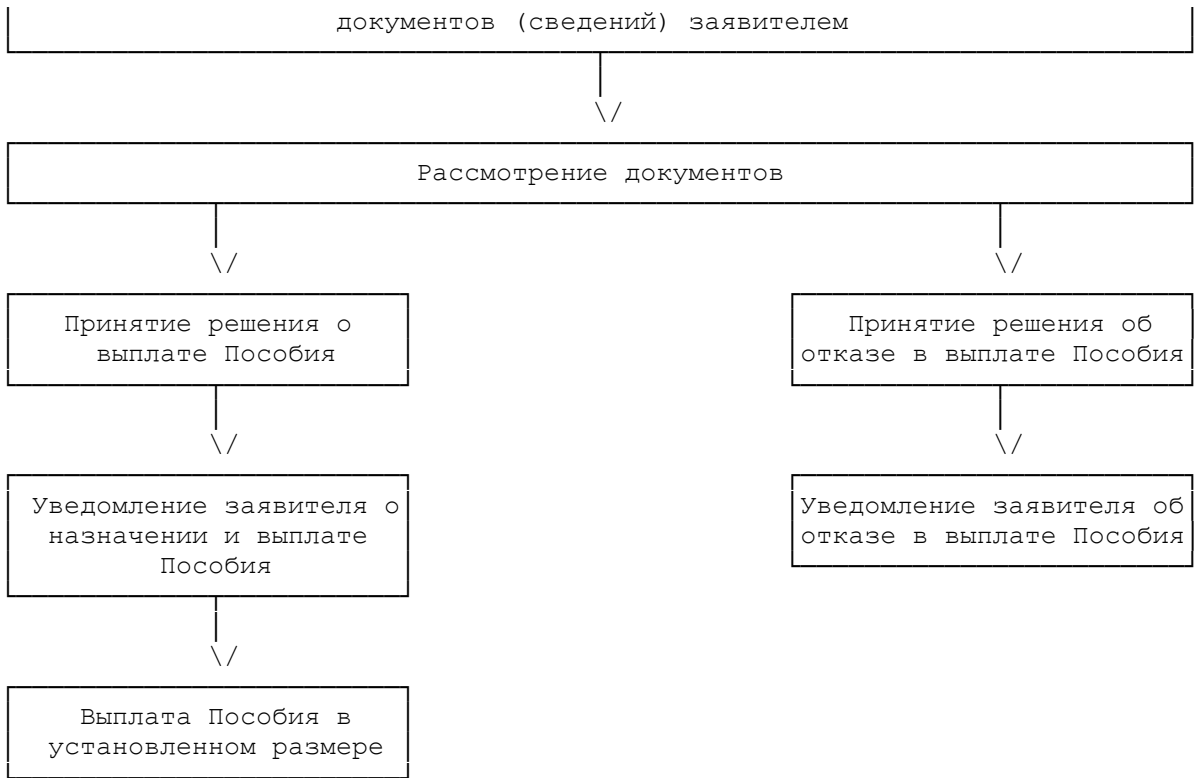 документов (сведений) заявителем
Рассмотрение документов
Принятие решения о
выплате Пособия
Принятие решения об
отказе в выплате Пособия
Уведомление заявителя о
назначении и выплате
Пособия
Уведомление заявителя об
отказе в выплате Пособия
Выплата Пособия в
установленном размере